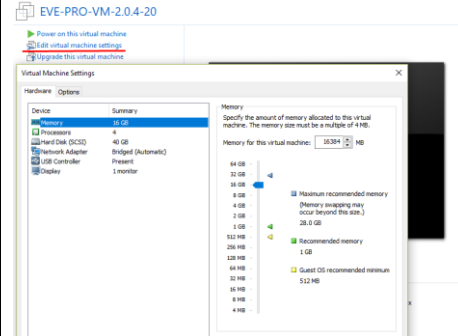 EVE-PRO-VM-2.0.4-20
Power on this virtual machine
Edit virtual machine settings
Upgrade this virtual machine
Virtual Machine Settings
Hardware Options
Device Summary
Memory 16 GB
Processors 4
Hard Disk (SCSI) 40 GB
Network Adapter Bridged (Automatic)
USB Controller Present
Display 1 monitor
Memory
Specify the amount of memory allocated to this virtual
machine. The memory size must be a multiple of 4 MB.
Memory for this virtual machine: 16384 MB
64 GB
32 GB
16 GB
8 GB
4 GB
2 GB
1 GB
512 MB
256 MB
128 MB
64 MB
32 MB
16 MB
8 MB
4 MB
Maximum recommended memory
(Memory swapping may
occur beyond this size.)
28.0 GB
Recommended memory
1 GB
Guest OS recommended minimum
512 MB